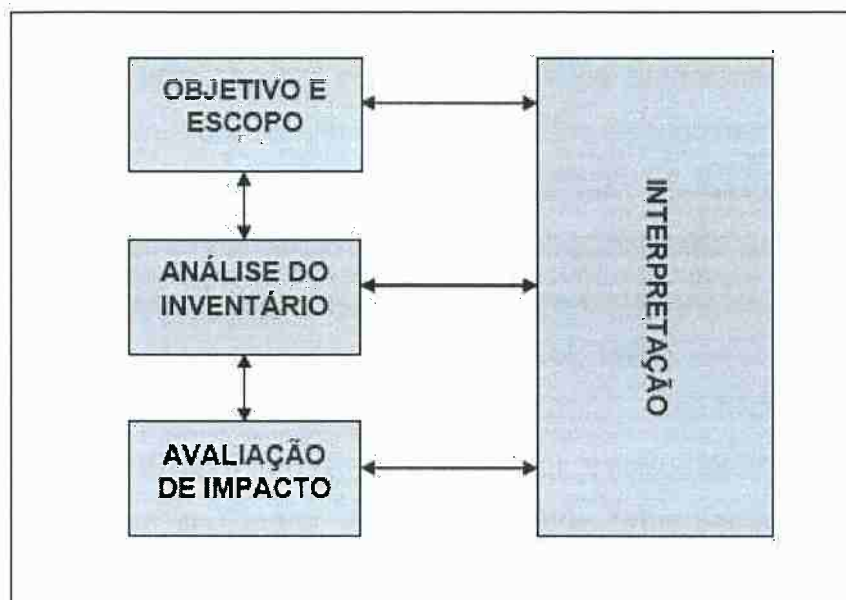 OBJETIVO E
ESCOPO
ANÁLISE DO
INVENTÁRIO
AVALIAÇÃO
DE IMPACTO
INTERPRETAÇÃO